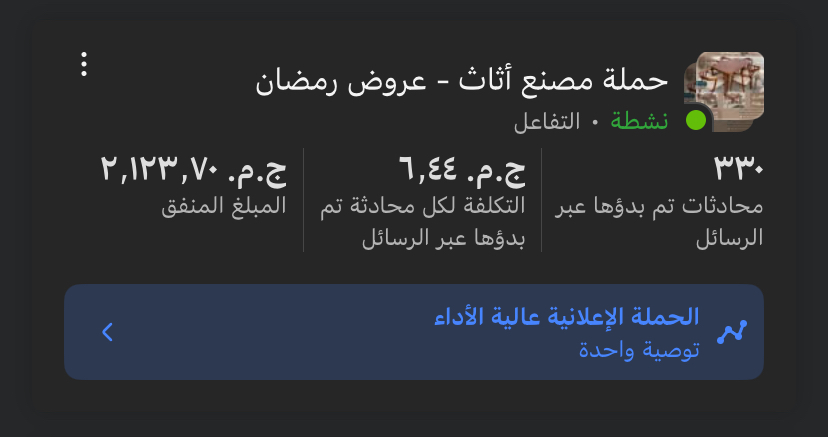 حملة مصنع أثاث - عروض رمضان
نشطة • التفاعل
٣٣٠
محادثات تم بدؤها عبر
الرسائل
ج.م. ٦,٤٤
التكلفة لكل محادثة تم
بدؤها عبر الرسائل
ج.م. ٢,١٢٣,٧٠
المبلغ المنفق
الحملة الإعلانية عالية الأداء
توصية واحدة